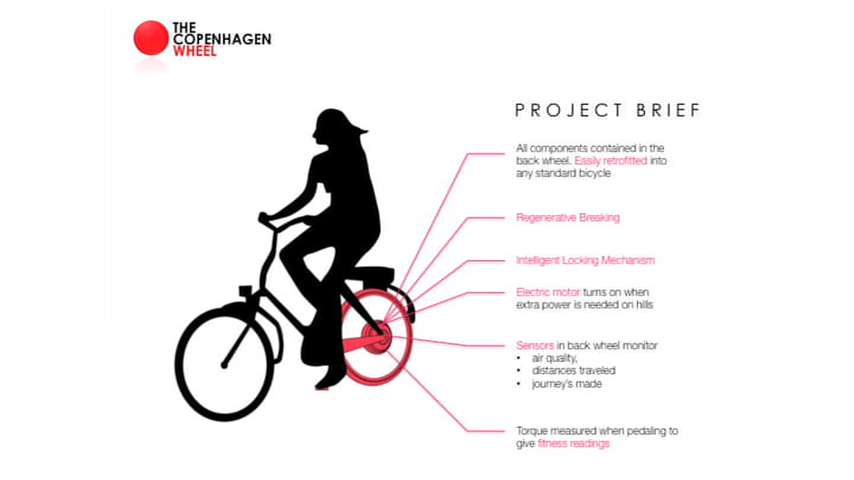 THE
COPENHAGEN
WHEEL
PROJECT BRIEF
All components contained in the
back wheel. Easily retrofitted into
any standard bicycle
Regenerative Breaking
Intelligent Locking Mechanism
Electric motor turns on when
extra power is needed on hills
Sensors in back wheel monitor
• air quality,
• distances traveled
• journey's made
Torque measured when pedaling to
give fitness readings